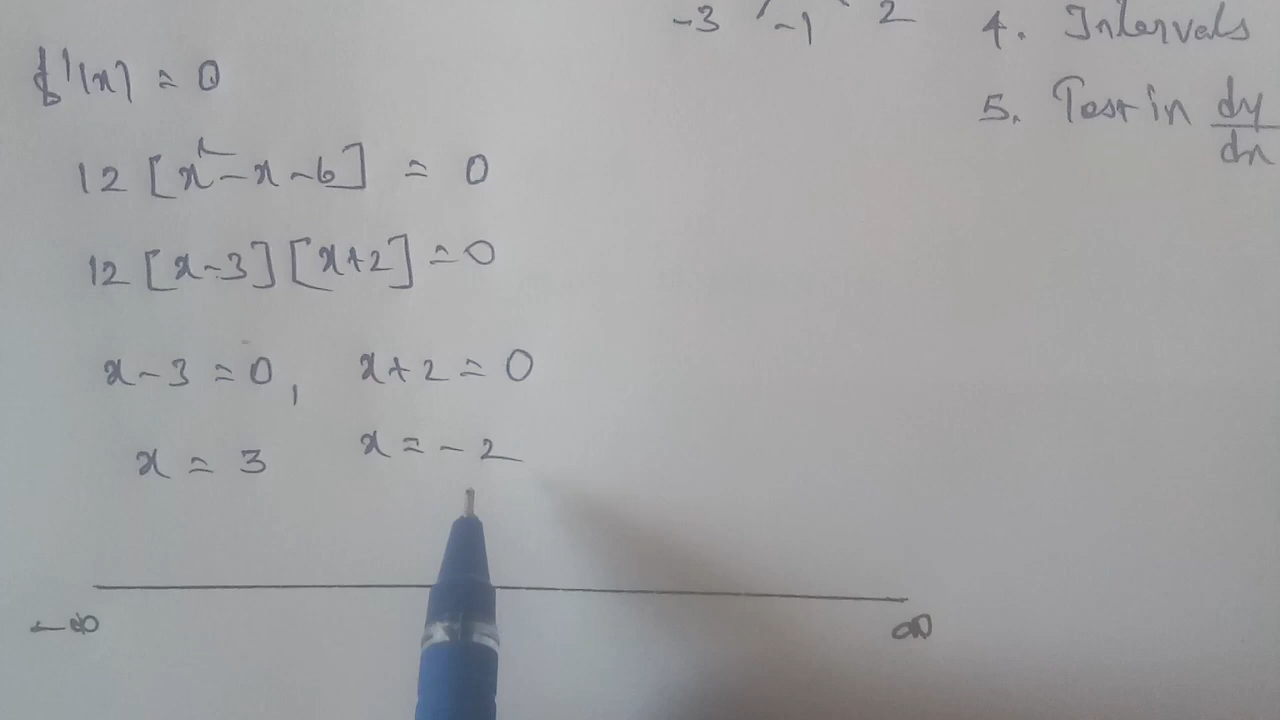 -3 -1 2
4. Intervals
5. Test in dy/dx
f'(x) = 0
12 [x² - x - 6] = 0
12 [x - 3] [x + 2] = 0
x - 3 = 0, x + 2 = 0
x = 3 x = - 2
-∞ ∞